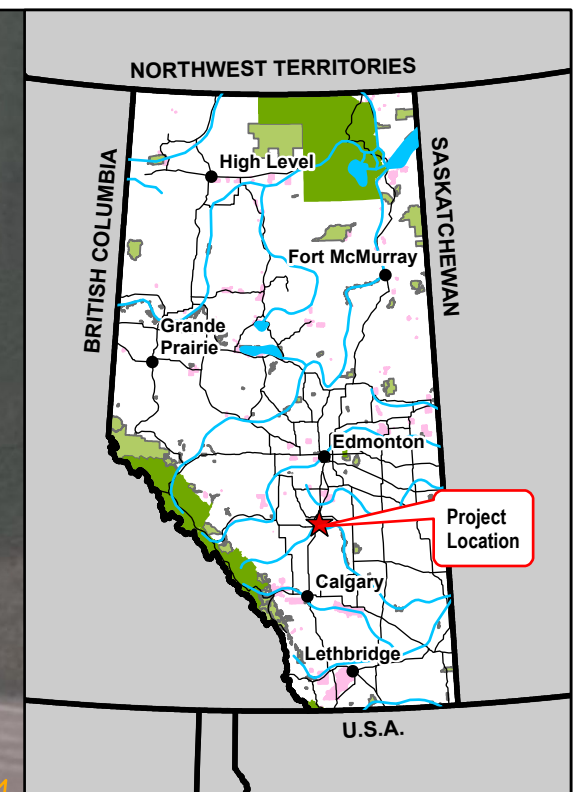 NORTHWEST TERRITORIES
High Level
BRITISH COLUMBIA
SASKATCHEWAN
Fort McMurray
Grande
Prairie
Edmonton
Project
Location
Calgary
Lethbridge
U.S.A.